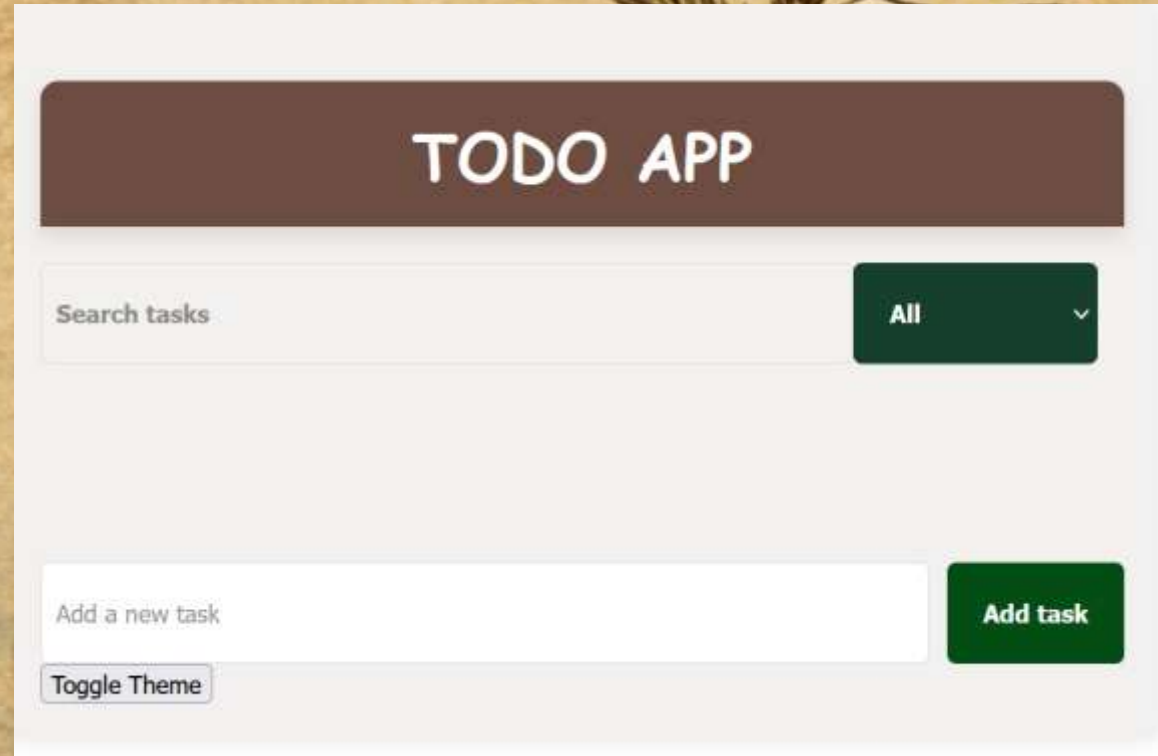 TODO APP
Search tasks
All
Add a new task
Add task
Toggle Theme